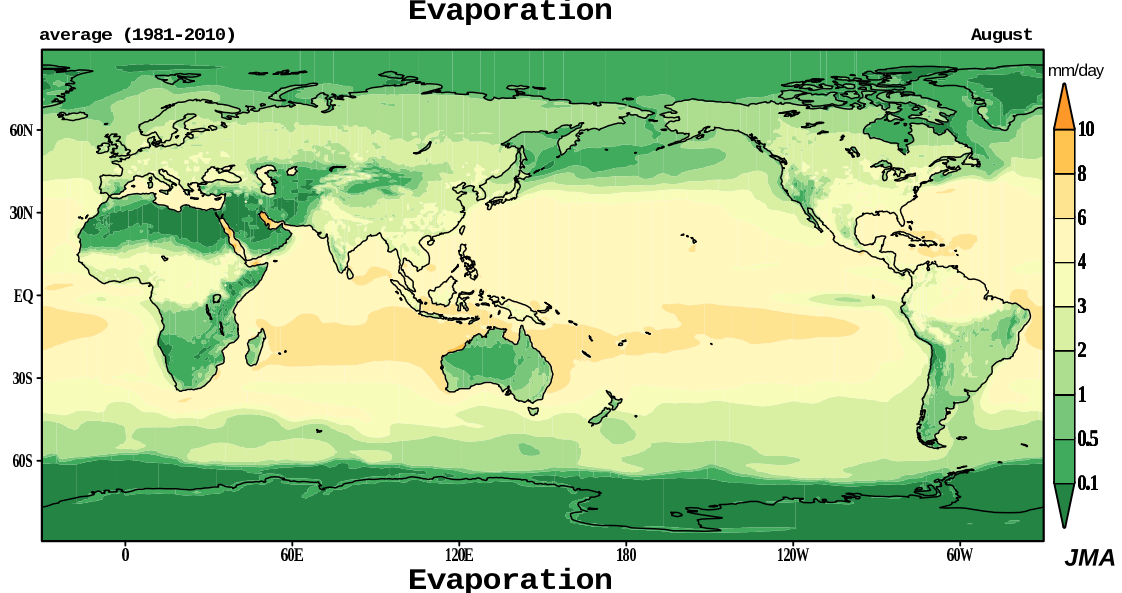 Evaporation
average (1981-2010) August
mm/day
10
8
6
4
3
2
1
0.5
0.1
60N
30N
EQ
30S
60S
0 60E 120E 180 120W 60W
JMA
Evaporation